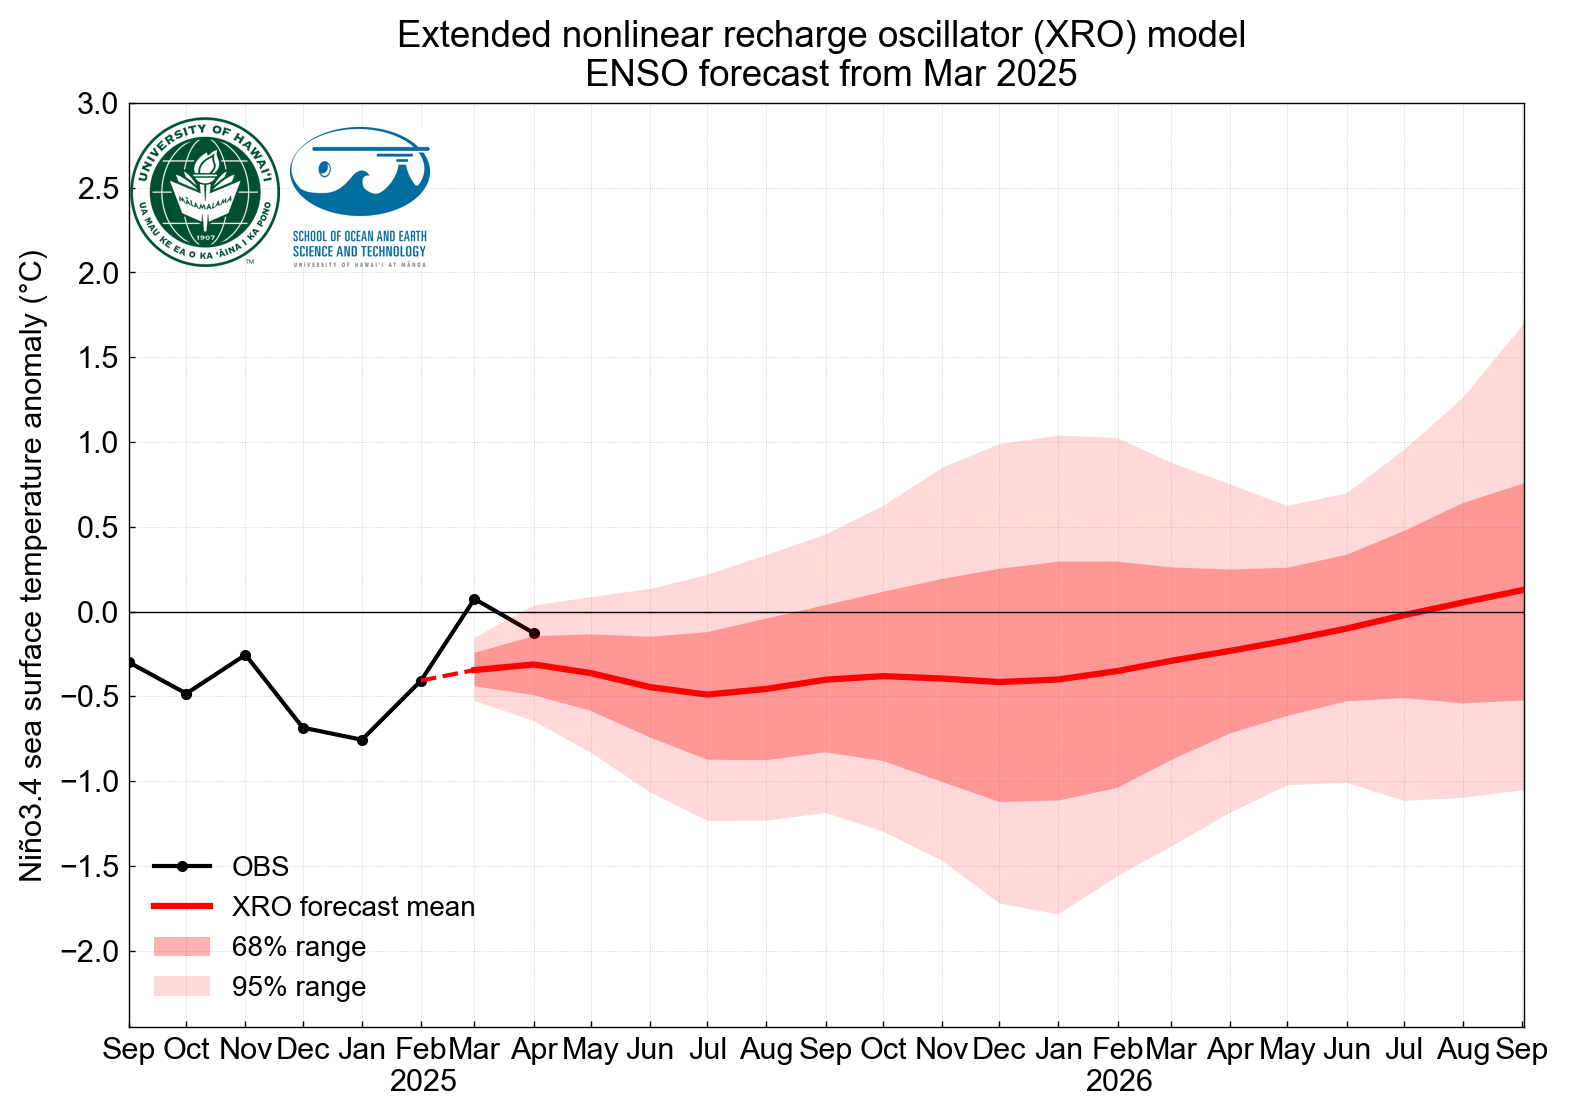 Extended nonlinear recharge oscillator (XRO) model
ENSO forecast from Mar 2025
Niño3.4 sea surface temperature anomaly (°C)
3.0
2.5
2.0
1.5
1.0
0.5
0.0
−0.5
−1.0
−1.5
−2.0
UNIVERSITY OF HAWAIʻI
MĀLAMALAMA
1907
UA MAU KE EA O KA ʻĀINA I KA PONO
TM
SCHOOL OF OCEAN AND EARTH
SCIENCE AND TECHNOLOGY
UNIVERSITY OF HAWAIʻI AT MĀNOA
OBS
XRO forecast mean
68% range
95% range
Sep Oct Nov Dec Jan Feb Mar Apr May Jun Jul Aug Sep Oct Nov Dec Jan Feb Mar Apr May Jun Jul Aug Sep
2025 2026